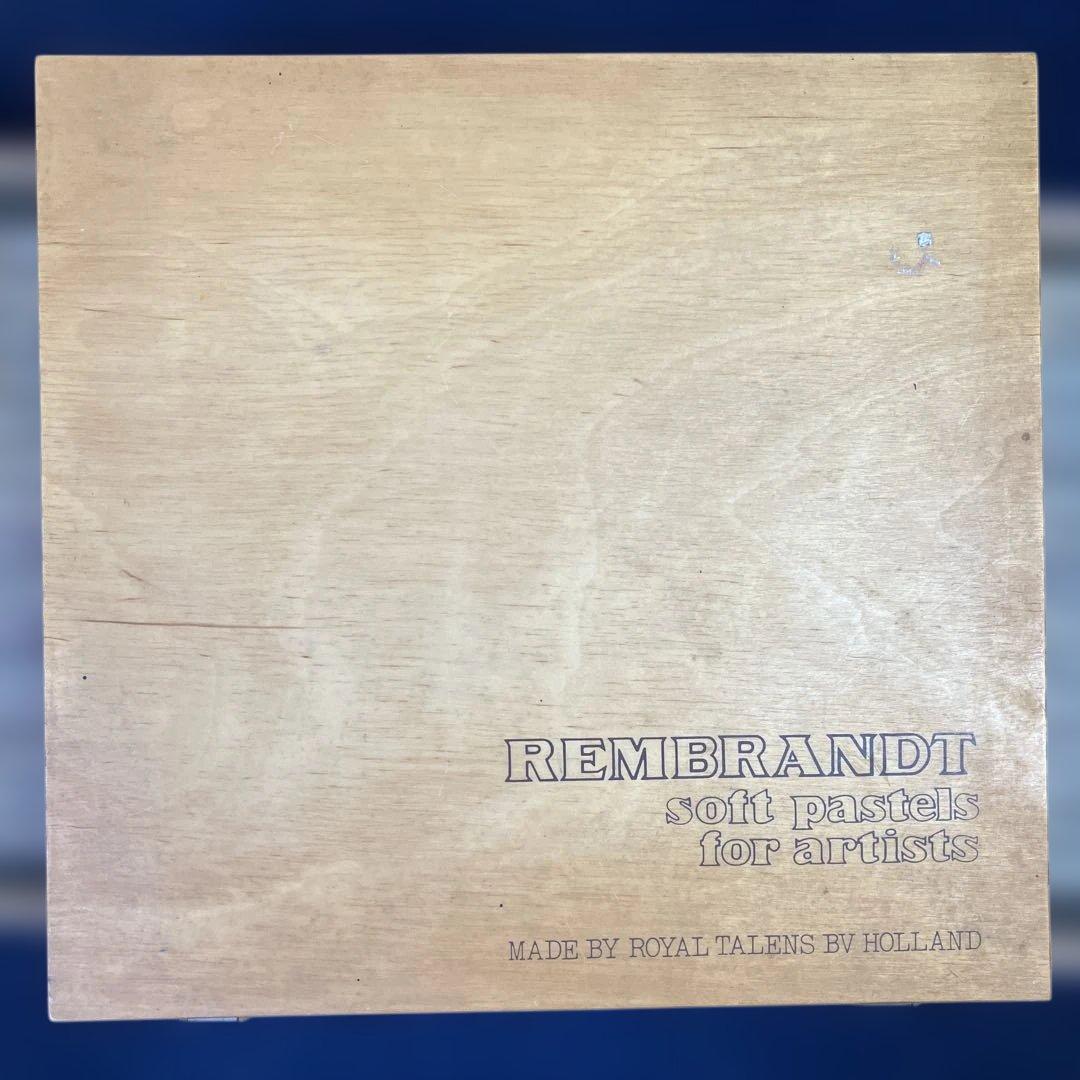 REMBRANDT
soft pastels
for artists
MADE BY ROYAL TALENS BV HOLLAND